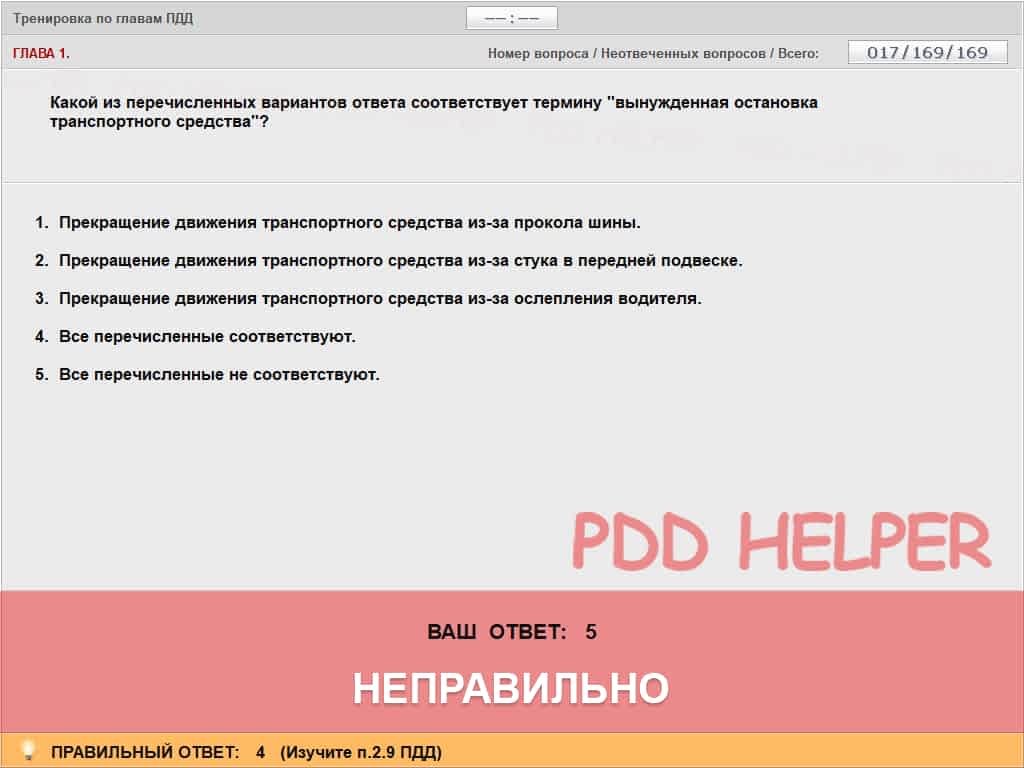 Тренировка по главам ПДД
—— : ——
ГЛАВА 1.
Номер вопроса / Неотвеченных вопросов / Всего:
017/169/169
Какой из перечисленных вариантов ответа соответствует термину "вынужденная остановка
транспортного средства"?
1. Прекращение движения транспортного средства из-за прокола шины.
2. Прекращение движения транспортного средства из-за стука в передней подвеске.
3. Прекращение движения транспортного средства из-за ослепления водителя.
4. Все перечисленные соответствуют.
5. Все перечисленные не соответствуют.
PDD HELPER
ВАШ ОТВЕТ: 5
НЕПРАВИЛЬНО
ПРАВИЛЬНЫЙ ОТВЕТ: 4 (Изучите п.2.9 ПДД)